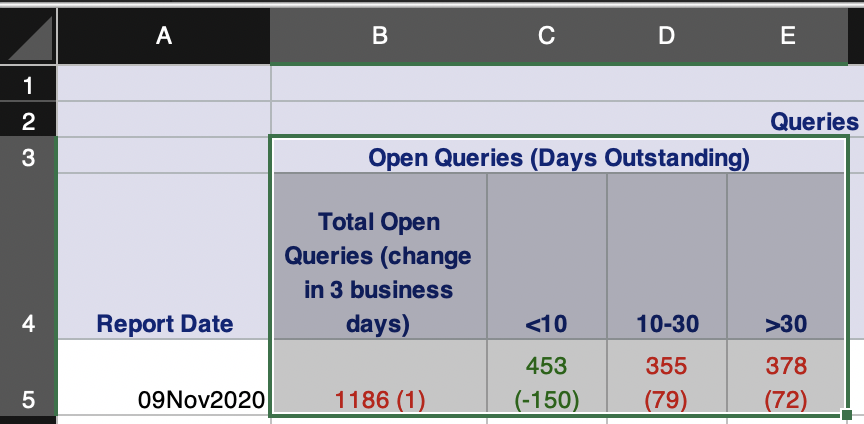 A B C D E
1
2 Queries
3 Open Queries (Days Outstanding)
Total Open
Queries (change
in 3 business
4 Report Date days) <10 10-30 >30
453 355 378
5 09Nov2020 1186 (1) (-150) (79) (72)